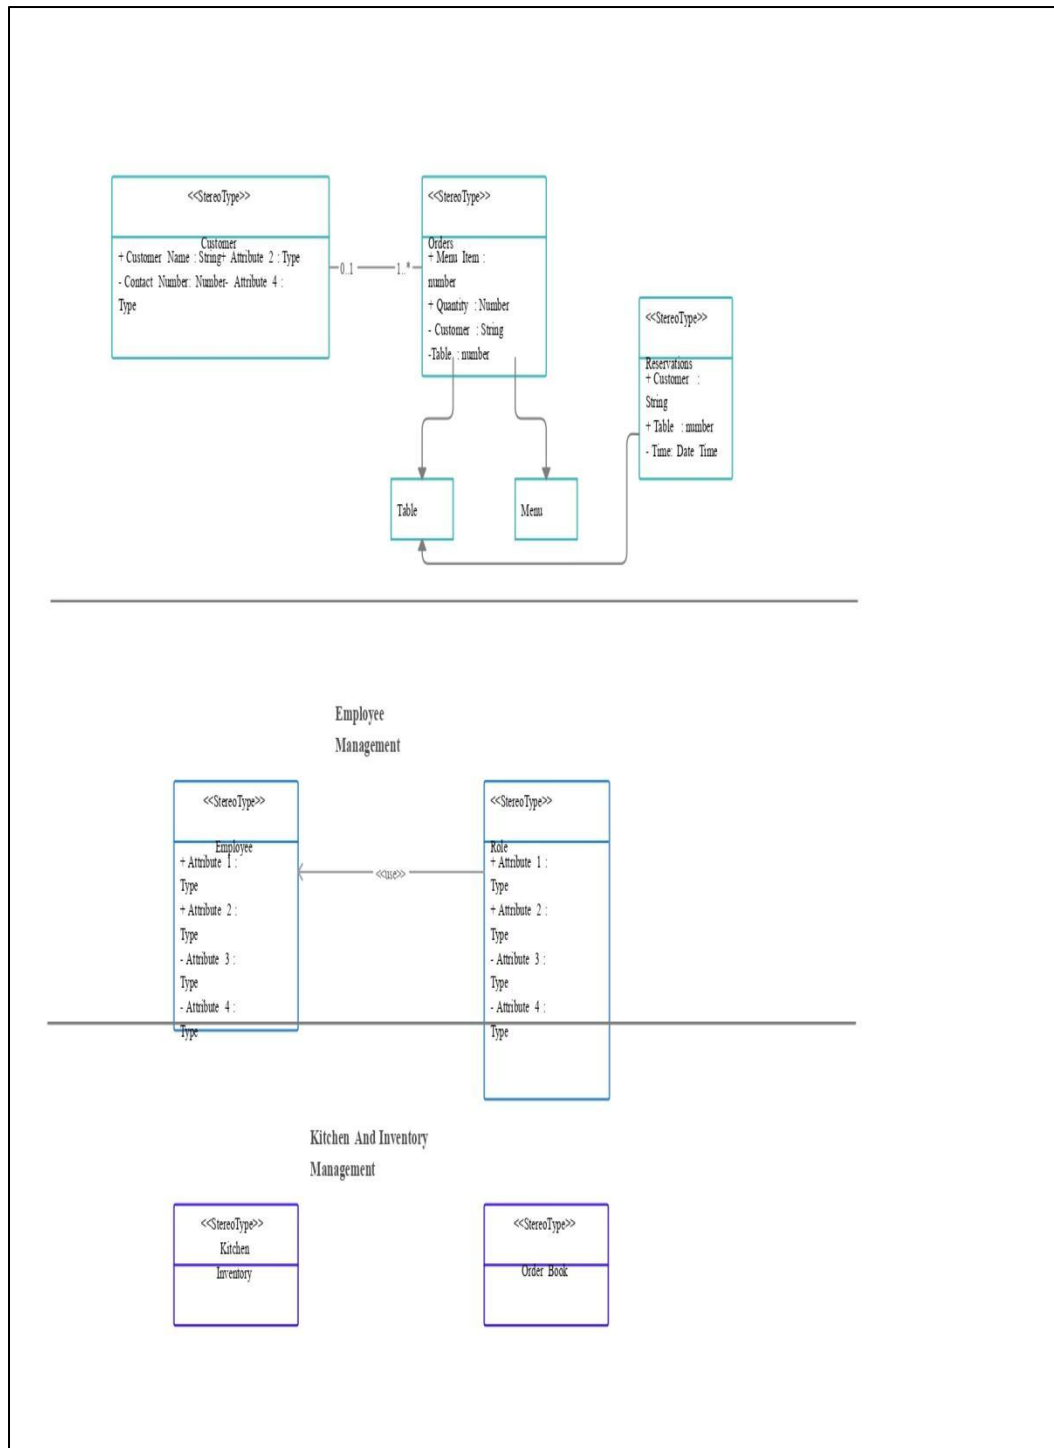 <<StereoType>>
Customer
+ Customer Name : String+ Attribute 2 : Type
- Contact Number: Number- Attribute 4 :
Type
0..1
1..*
<<StereoType>>
Orders
+ Menu Item :
number
+ Quantity : Number
- Customer : String
-Table : number
<<StereoType>>
Reservations
+ Customer :
String
+ Table : number
- Time: Date Time
Table
Menu
Employee
Management
<<StereoType>>
Employee
+ Attribute 1 :
Type
+ Attribute 2 :
Type
- Attribute 3 :
Type
- Attribute 4 :
Type
<<use>>
<<StereoType>>
Role
+ Attribute 1 :
Type
+ Attribute 2 :
Type
- Attribute 3 :
Type
- Attribute 4 :
Type
Kitchen And Inventory
Management
<<StereoType>>
Kitchen
Inventory
<<StereoType>>
Order Book